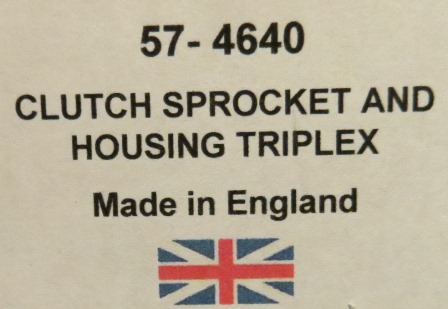 57- 4640
CLUTCH SPROCKET AND
HOUSING TRIPLEX
Made in England